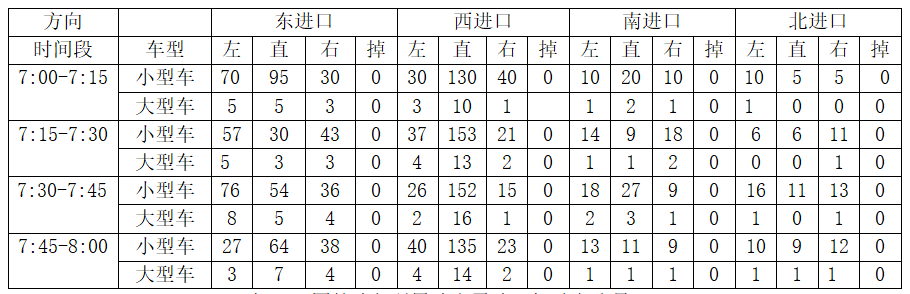 方向 东进口 西进口 南进口 北进口
时间段 车型 左 直 右 掉 左 直 右 掉 左 直 右 掉 左 直 右 掉
7:00-7:15 小型车 70 95 30 0 30 130 40 0 10 20 10 0 10 5 5 0
大型车 5 5 3 0 3 10 1 1 2 1 0 1 0 0 0
7:15-7:30 小型车 57 30 43 0 37 153 21 0 14 9 18 0 6 6 11 0
大型车 5 3 3 0 4 13 2 0 1 1 2 0 0 0 1 0
7:30-7:45 小型车 76 54 36 0 26 152 15 0 18 27 9 0 16 11 13 0
大型车 8 5 4 0 2 16 1 0 2 3 1 0 1 0 1 0
7:45-8:00 小型车 27 64 38 0 40 135 23 0 13 11 9 0 10 9 12 0
大型车 3 7 4 0 4 14 2 0 1 1 1 0 1 1 1 0